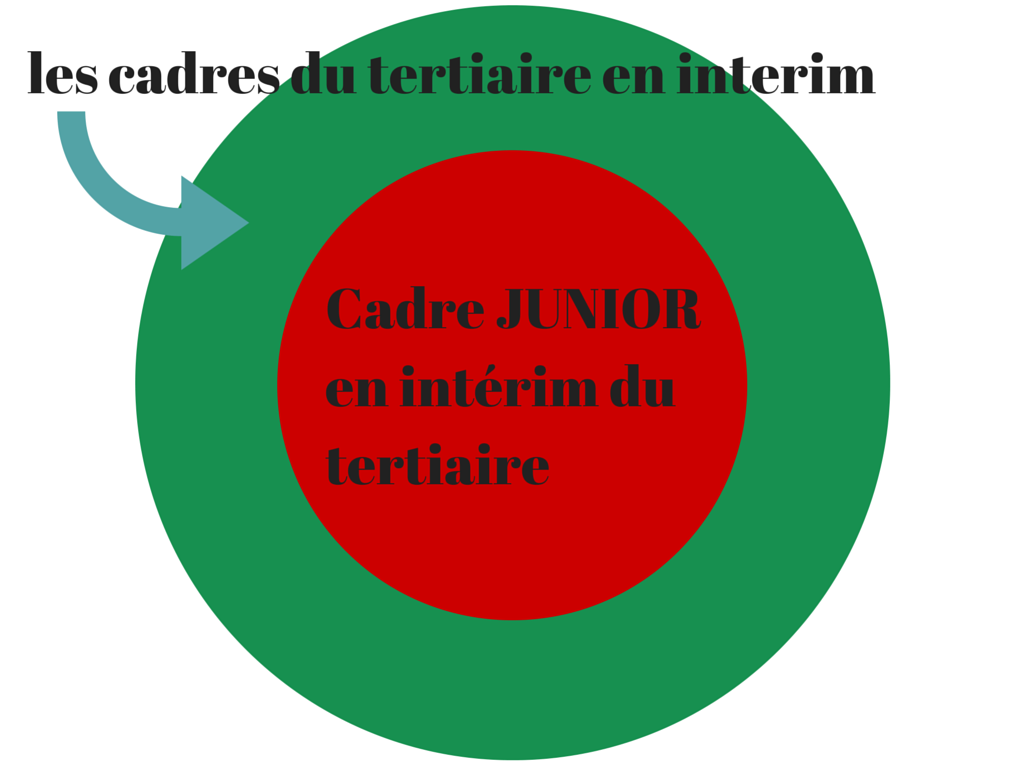 les cadres du tertiaire en interim
Cadre JUNIOR
en intérim du
tertiaire